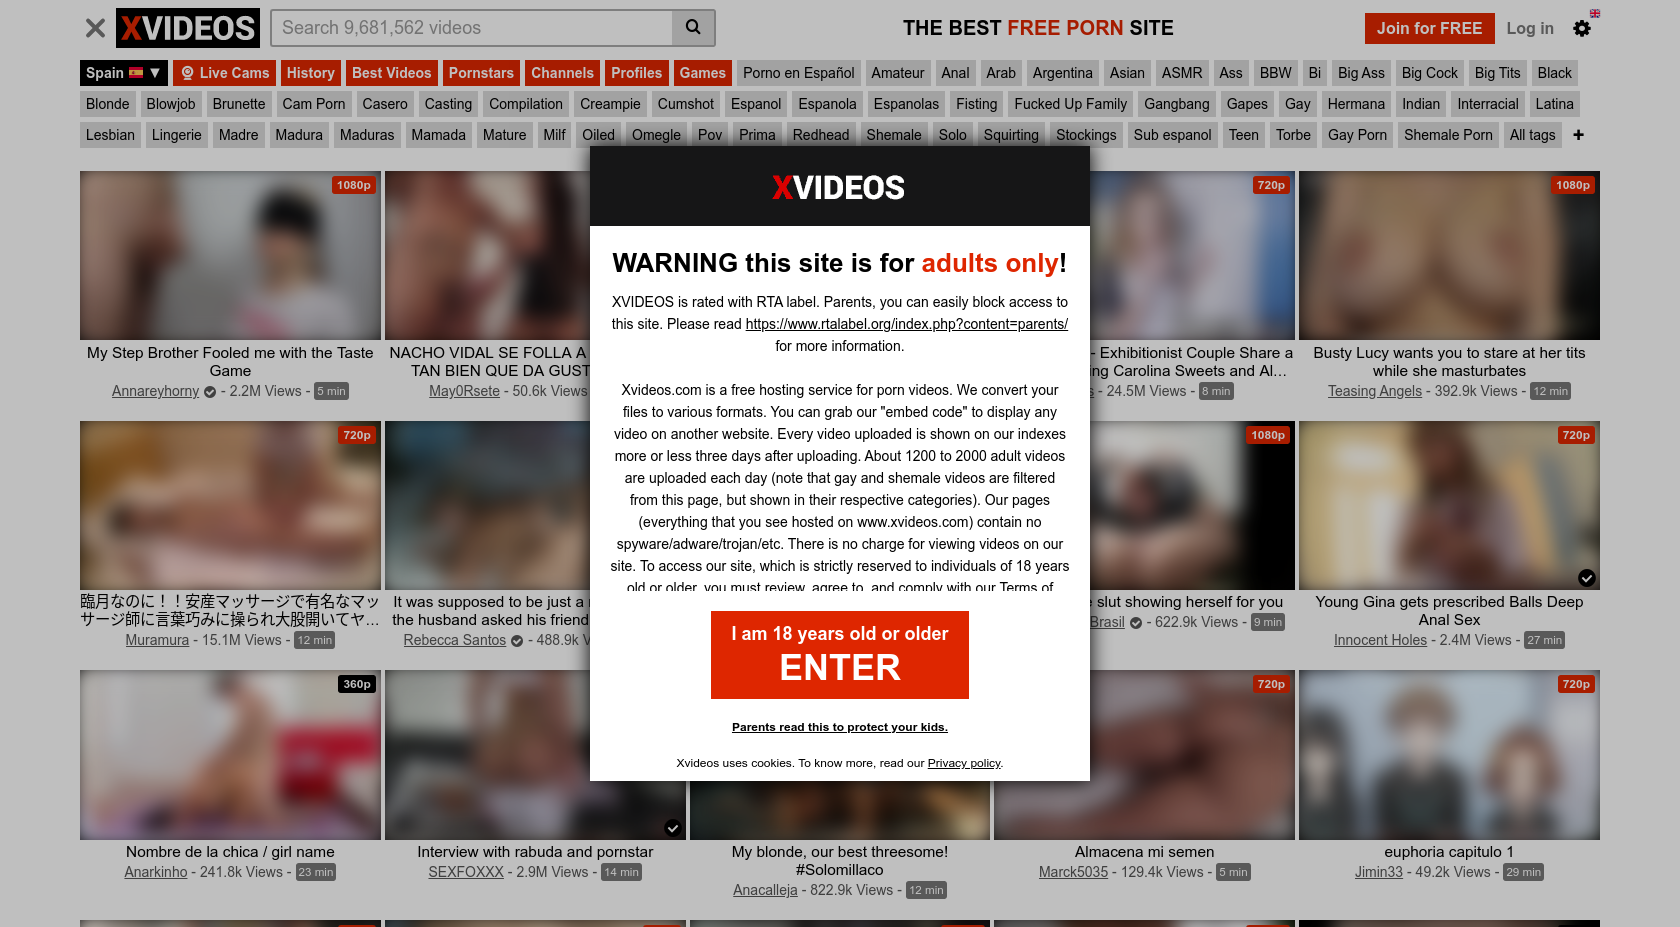 XVIDEOS
Search 9,681,562 videos
THE BEST FREE PORN SITE
Join for FREE
Log in
Spain ▼ Live Cams History Best Videos Pornstars Channels Profiles Games Porno en Español Amateur Anal Arab Argentina Asian ASMR Ass BBW Bi Big Ass Big Cock Big Tits Black
Blonde Blowjob Brunette Cam Porn Casero Casting Compilation Creampie Cumshot Espanol Espanola Espanolas Fisting Fucked Up Family Gangbang Gapes Gay Hermana Indian Interracial Latina
Lesbian Lingerie Madre Madura Maduras Mamada Mature Milf Oiled Omegle Pov Prima Redhead Shemale Solo Squirting Stockings Sub espanol Teen Torbe Gay Porn Shemale Porn All tags +
XVIDEOS
WARNING this site is for adults only!
XVIDEOS is rated with RTA label. Parents, you can easily block access to
this site. Please read https://www.rtalabel.org/index.php?content=parents/
for more information.
Xvideos.com is a free hosting service for porn videos. We convert your
files to various formats. You can grab our "embed code" to display any
video on another website. Every video uploaded is shown on our indexes
more or less three days after uploading. About 1200 to 2000 adult videos
are uploaded each day (note that gay and shemale videos are filtered
from this page, but shown in their respective categories). Our pages
(everything that you see hosted on www.xvideos.com) contain no
spyware/adware/trojan/etc. There is no charge for viewing videos on our
site. To access our site, which is strictly reserved to individuals of 18 years
old or older, you must review, agree to, and comply with our Terms of
I am 18 years old or older
ENTER
Parents read this to protect your kids.
Xvideos uses cookies. To know more, read our Privacy policy.
1080p
My Step Brother Fooled me with the Taste
Game
Annareyhorny - 2.2M Views - 5 min
NACHO VIDAL SE FOLLA A
TAN BIEN QUE DA GUST
May0Rsete - 50.6k Views
720p
- Exhibitionist Couple Share a
ing Carolina Sweets and Al...
s - 24.5M Views - 8 min
1080p
Busty Lucy wants you to stare at her tits
while she masturbates
Teasing Angels - 392.9k Views - 12 min
720p
臨月なのに！！安産マッサージで有名なマッ
サージ師に言葉巧みに操られ大股開いてヤ...
Muramura - 15.1M Views - 12 min
It was supposed to be just a
the husband asked his friend
Rebecca Santos - 488.9k
1080p
slut showing herself for you
Brasil - 622.9k Views - 9 min
720p
Young Gina gets prescribed Balls Deep
Anal Sex
Innocent Holes - 2.4M Views - 27 min
360p
Nombre de la chica / girl name
Anarkinho - 241.8k Views - 23 min
Interview with rabuda and pornstar
SEXFOXXX - 2.9M Views - 14 min
My blonde, our best threesome!
#Solomillaco
Anacalleja - 822.9k Views - 12 min
720p
Almacena mi semen
Marck5035 - 129.4k Views - 5 min
720p
euphoria capitulo 1
Jimin33 - 49.2k Views - 29 min